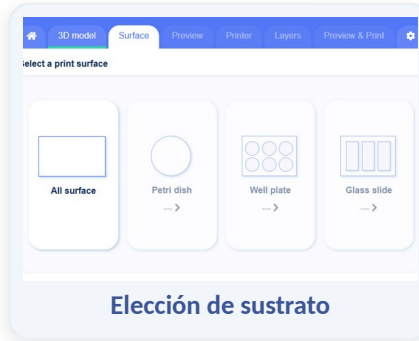 3D model Surface Preview Printer Layers Preview & Print
Select a print surface
All surface Petri dish Well plate Glass slide
--- > --- > --- >
Elección de sustrato